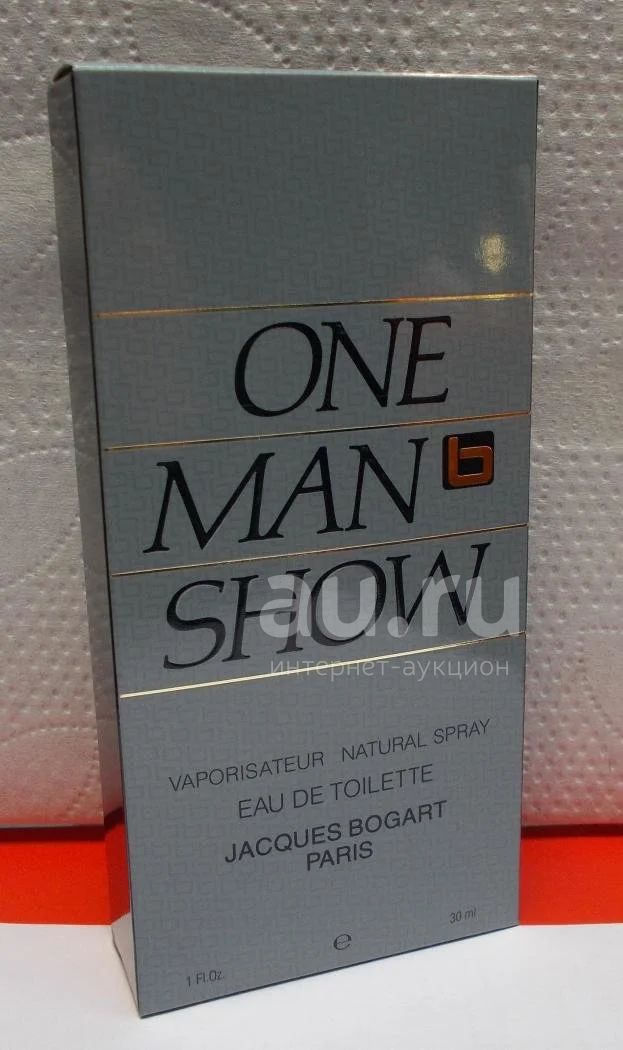 ONE
MAN b
SHOW
au.ru
интернет-аукцион
VAPORISATEUR NATURAL SPRAY
EAU DE TOILETTE
JACQUES BOGART
PARIS
1 Fl.Oz. e 30 ml